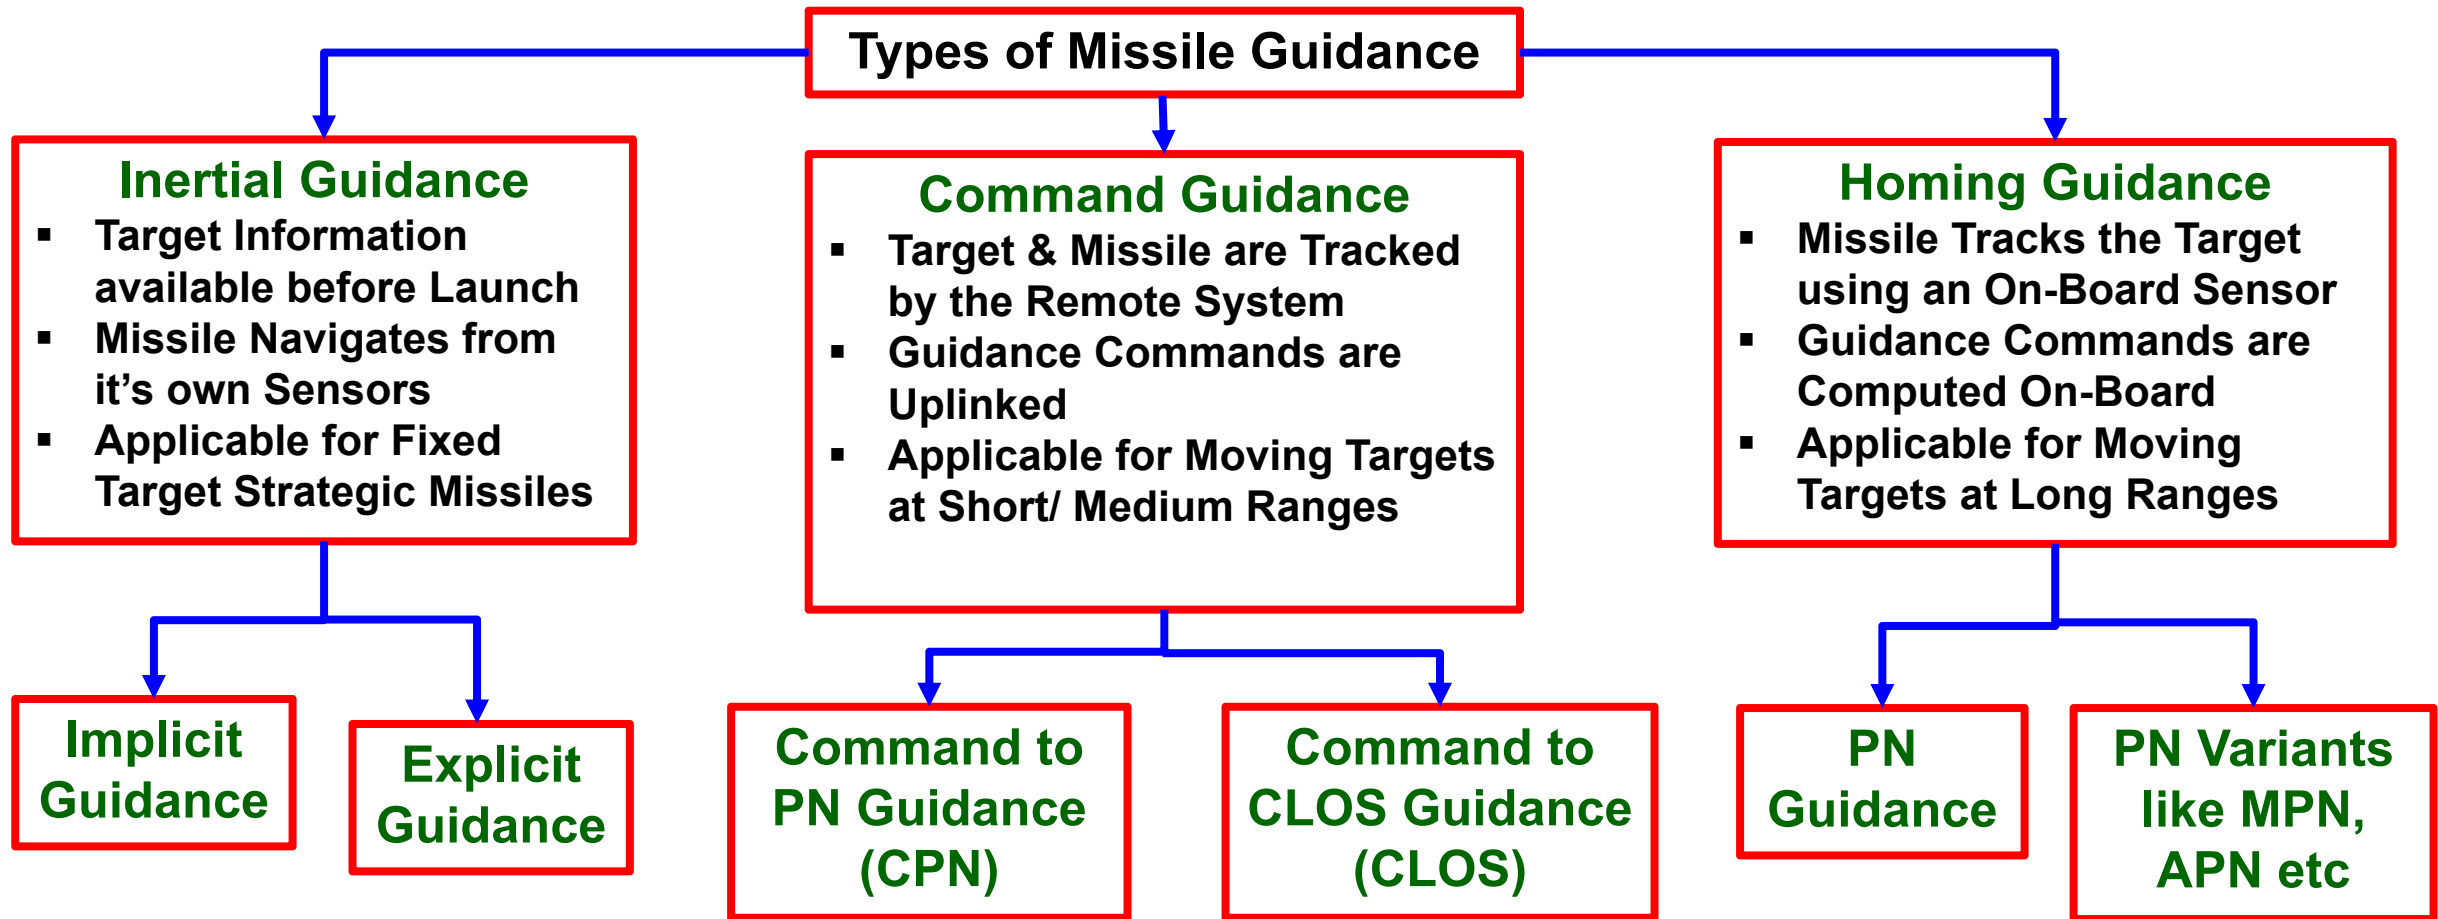 Types of Missile Guidance
Inertial Guidance
▪ Target Information
available before Launch
▪ Missile Navigates from
it’s own Sensors
▪ Applicable for Fixed
Target Strategic Missiles
Command Guidance
▪ Target & Missile are Tracked
by the Remote System
▪ Guidance Commands are
Uplinked
▪ Applicable for Moving Targets
at Short/ Medium Ranges
Homing Guidance
▪ Missile Tracks the Target
using an On-Board Sensor
▪ Guidance Commands are
Computed On-Board
▪ Applicable for Moving
Targets at Long Ranges
Implicit
Guidance
Explicit
Guidance
Command to
PN Guidance
(CPN)
Command to
CLOS Guidance
(CLOS)
PN
Guidance
PN Variants
like MPN,
APN etc